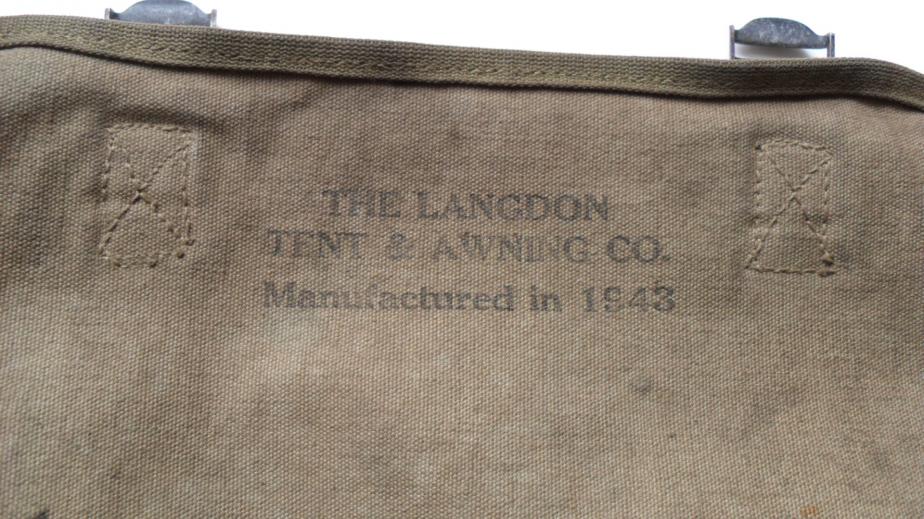 THE LANGDON
TENT & AWNING CO.
Manufactured in 1943